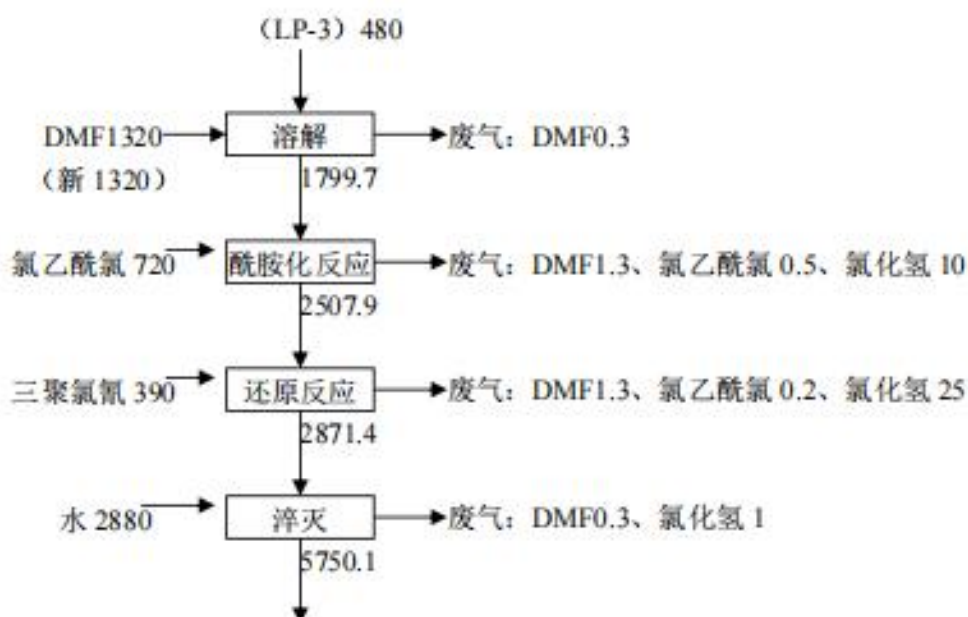 （LP-3）480
DMF1320
（新 1320）
溶解
废气：DMF0.3
1799.7
氯乙酰氯 720
酰胺化反应
废气：DMF1.3、氯乙酰氯 0.5、氯化氢 10
2507.9
三聚氯氰 390
还原反应
废气：DMF1.3、氯乙酰氯 0.2、氯化氢 25
2871.4
水 2880
淬灭
废气：DMF0.3、氯化氢 1
5750.1